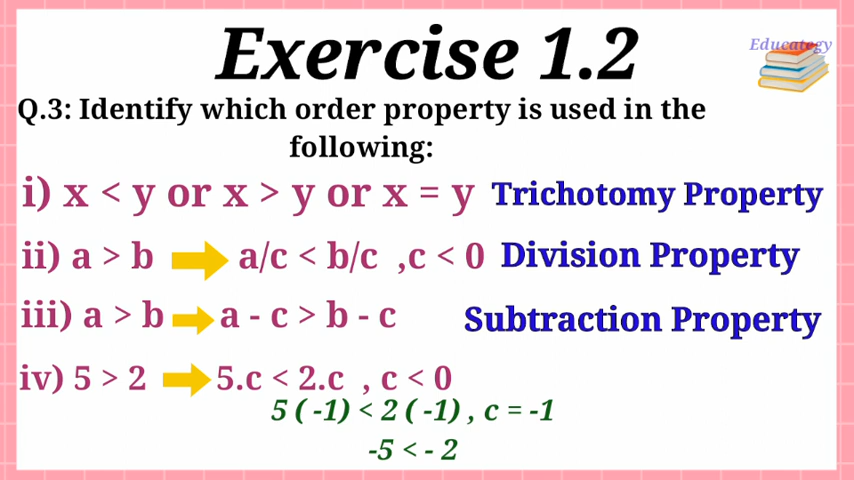 Exercise 1.2
Educategy
Q.3: Identify which order property is used in the
following:
i) x < y or x > y or x = y Trichotomy Property
ii) a > b a/c < b/c ,c < 0 Division Property
iii) a > b a - c > b - c Subtraction Property
iv) 5 > 2 5.c < 2.c , c < 0
5 ( -1) < 2 ( -1) , c = -1
-5 < - 2